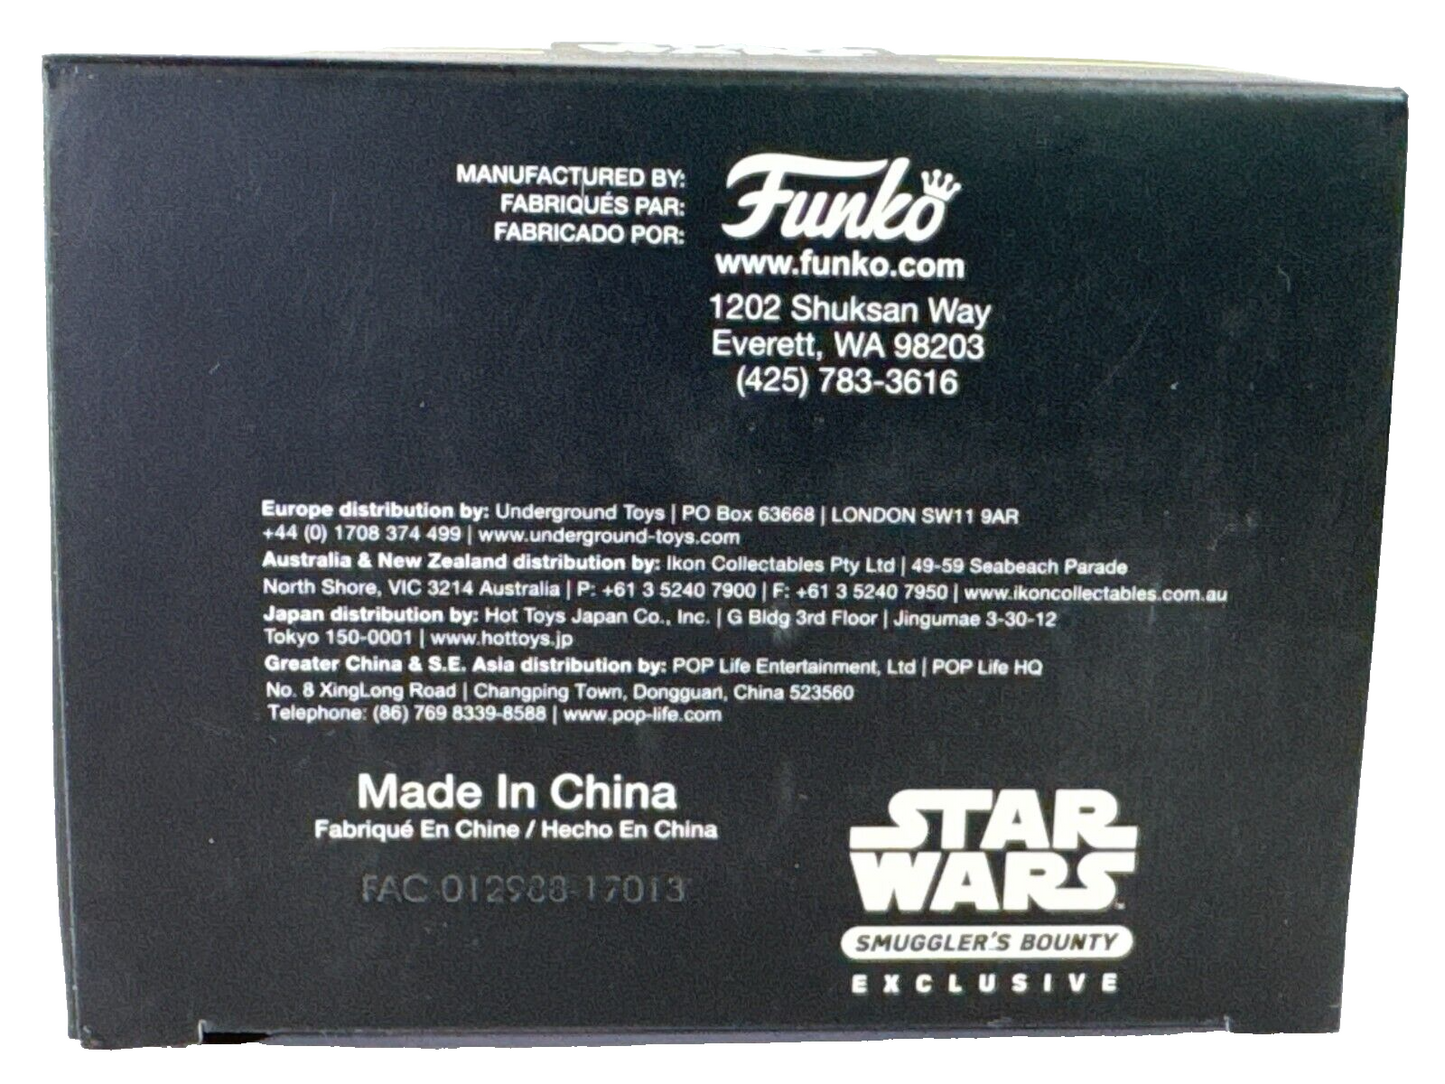 MANUFACTURED BY:
FABRIQUÉS PAR:
FABRICADO POR:
Funko
www.funko.com
1202 Shuksan Way
Everett, WA 98203
(425) 783-3616
Europe distribution by: Underground Toys | PO Box 63668 | LONDON SW11 9AR
+44 (0) 1708 374 499 | www.underground-toys.com
Australia & New Zealand distribution by: Ikon Collectables Pty Ltd | 49-59 Seabeach Parade
North Shore, VIC 3214 Australia | P: +61 3 5240 7900 | F: +61 3 5240 7950 | www.ikoncollectables.com.au
Japan distribution by: Hot Toys Japan Co., Inc. | G Bldg 3rd Floor | Jingumae 3-30-12
Tokyo 150-0001 | www.hottoys.jp
Greater China & S.E. Asia distribution by: POP Life Entertainment, Ltd | POP Life HQ
No. 8 XingLong Road | Changping Town, Dongguan, China 523560
Telephone: (86) 769 8339-8588 | www.pop-life.com
Made In China
Fabriqué En Chine / Hecho En China
FAC-012988-17013
STAR
WARS
SMUGGLER'S BOUNTY
EXCLUSIVE